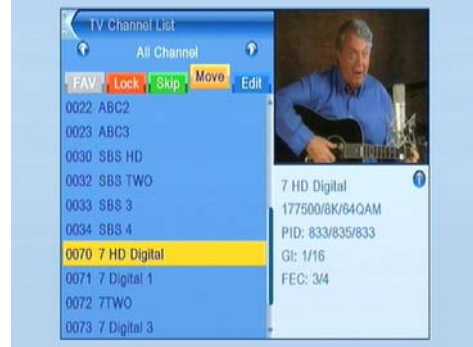 TV Channel List
All Channel
FAV Lock Skip Move Edit
0022 ABC2
0023 ABC3
0030 SBS HD
0032 SBS TWO
0033 SBS 3
0034 SBS 4
0070 7 HD Digital
0071 7 Digital 1
0072 7TWO
0073 7 Digital 3
7 HD Digital
177500/8K/64QAM
PID: 833/835/833
GI: 1/16
FEC: 3/4